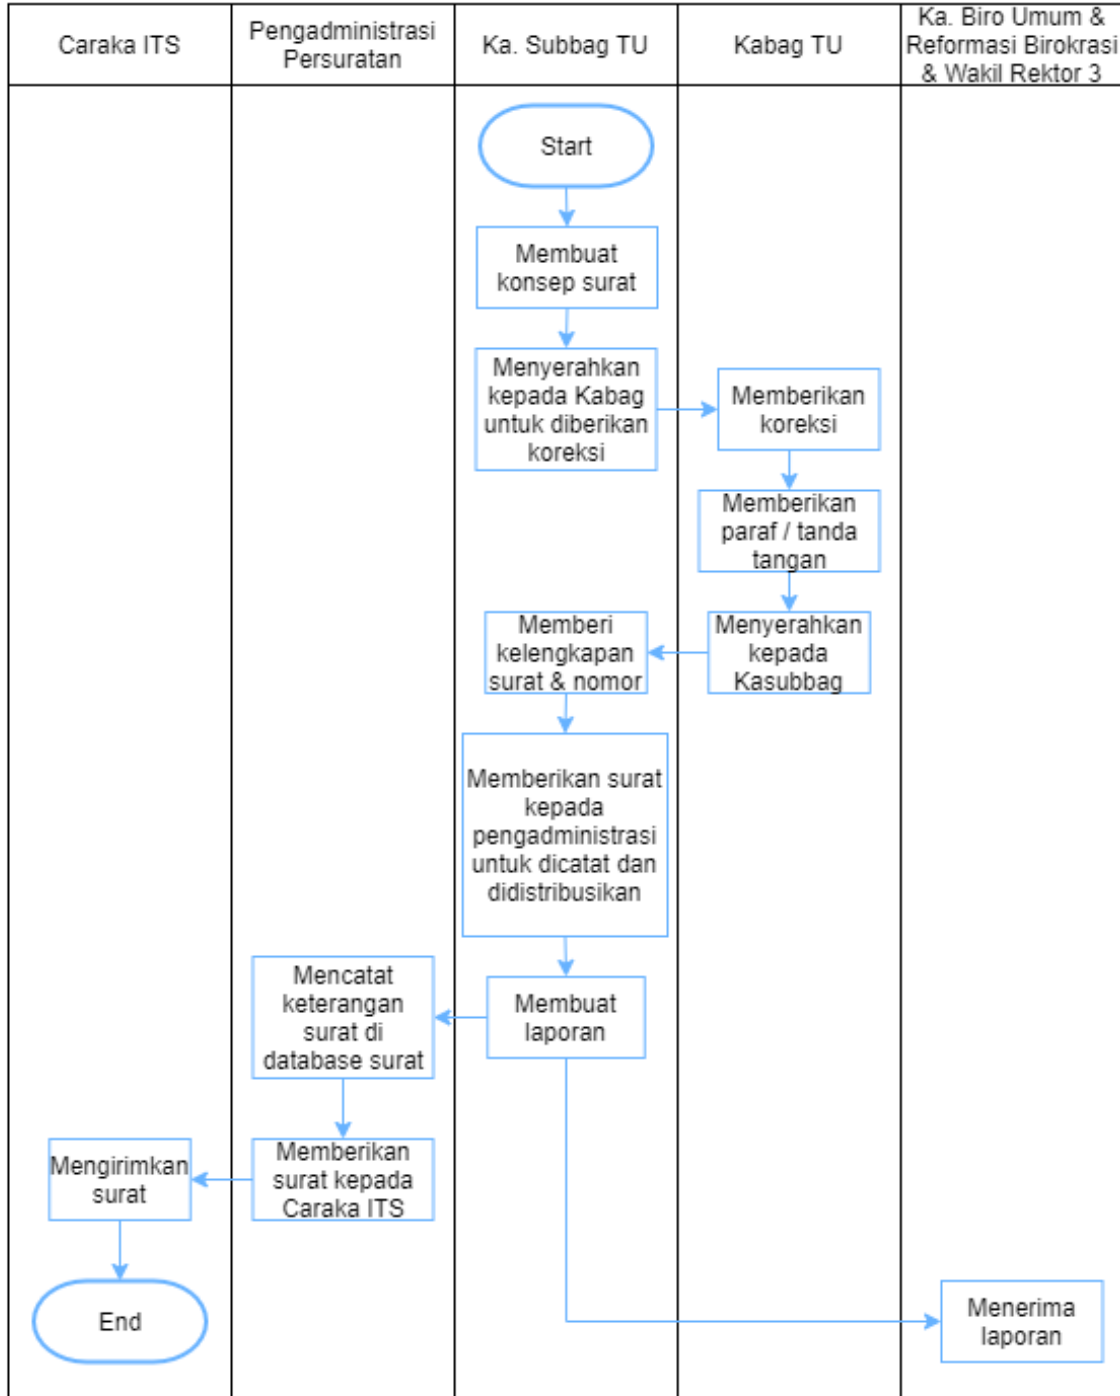 Caraka ITS
Pengadministrasi
Persuratan
Ka. Subbag TU
Kabag TU
Ka. Biro Umum &
Reformasi Birokrasi
& Wakil Rektor 3
Start
Membuat
konsep surat
Menyerahkan
kepada Kabag
untuk diberikan
koreksi
Memberikan
koreksi
Memberikan
paraf / tanda
tangan
Menyerahkan
kepada
Kasubbag
Memberi
kelengkapan
surat & nomor
Memberikan surat
kepada
pengadministrasi
untuk dicatat dan
didistribusikan
Membuat
laporan
Mencatat
keterangan
surat di
database surat
Memberikan
surat kepada
Caraka ITS
Mengirimkan
surat
End
Menerima
laporan